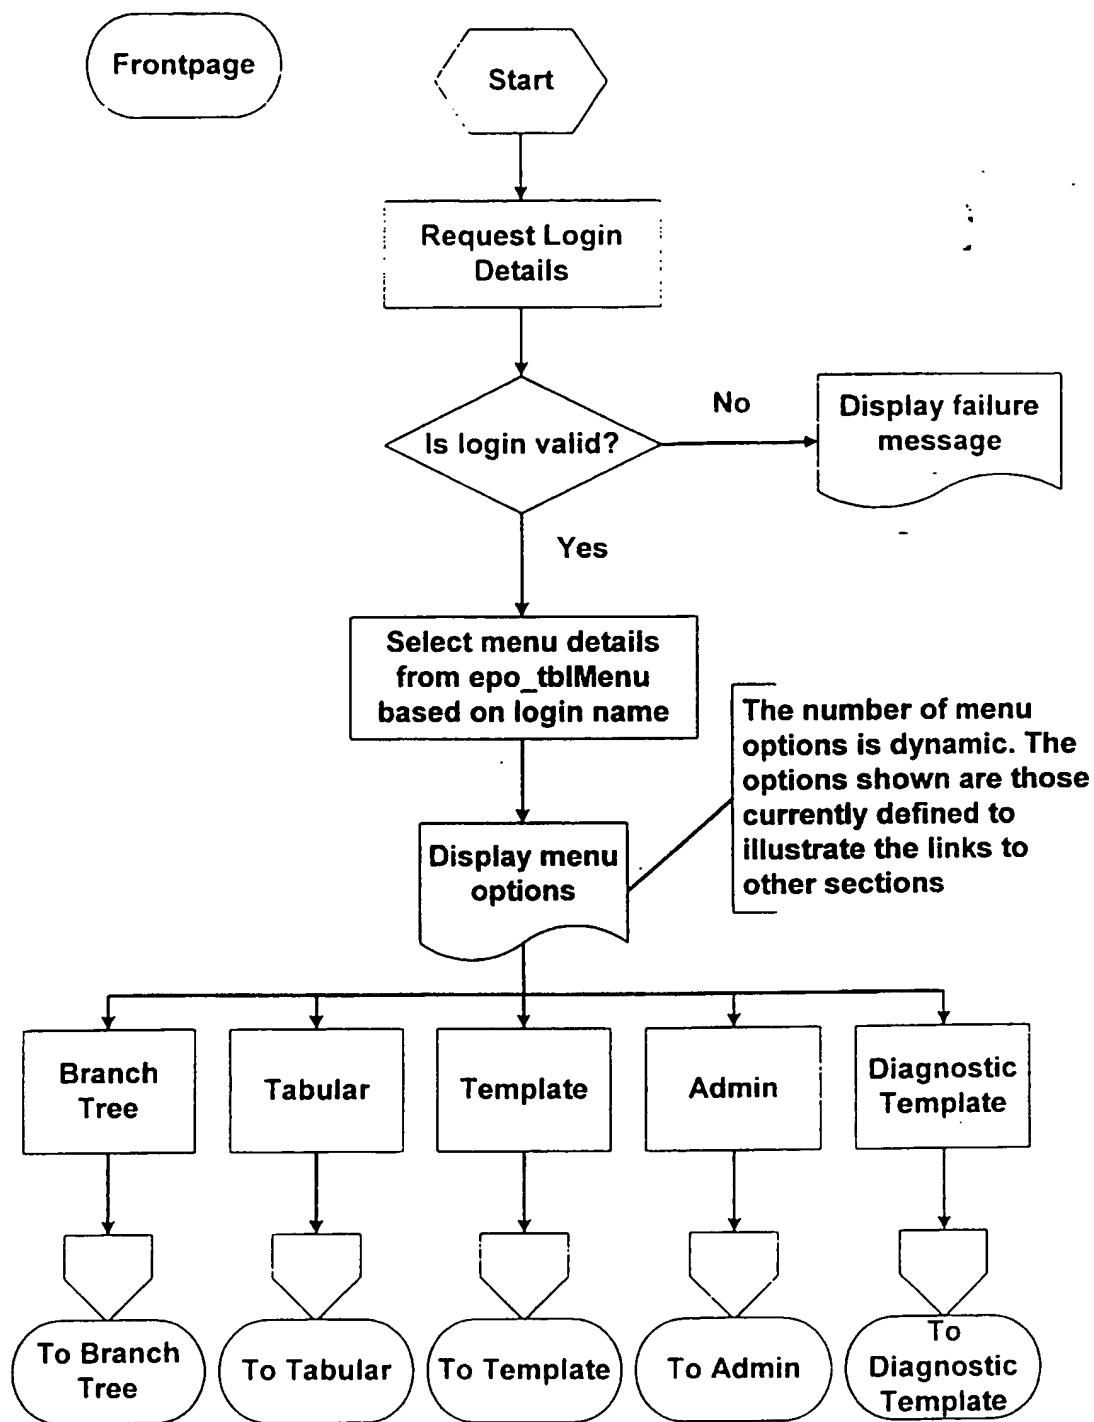 Frontpage
Start
Request Login
Details
Is login valid?
No
Display failure
message
Yes
Select menu details
from epo_tblMenu
based on login name
The number of menu
options is dynamic. The
options shown are those
currently defined to
illustrate the links to
other sections
Display menu
options
Branch
Tree
Tabular
Template
Admin
Diagnostic
Template
To Branch
Tree
To Tabular
To Template
To Admin
To
Diagnostic
Template